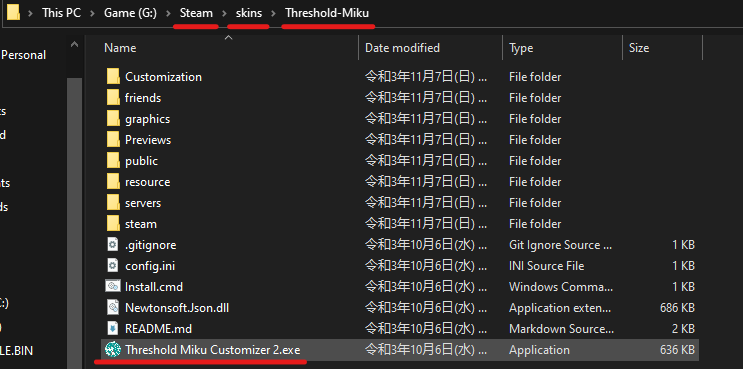 This PC > Game (G:) > Steam > skins > Threshold-Miku
Personal
Name Date modified Type Size
Customization 令和3年11月7日(日) ... File folder
friends 令和3年11月7日(日) ... File folder
graphics 令和3年11月7日(日) ... File folder
Previews 令和3年11月7日(日) ... File folder
public 令和3年11月7日(日) ... File folder
resource 令和3年11月7日(日) ... File folder
servers 令和3年11月7日(日) ... File folder
steam 令和3年11月7日(日) ... File folder
.gitignore 令和3年10月6日(水) ... Git Ignore Source ... 1 KB
config.ini 令和3年10月6日(水) ... INI Source File 1 KB
Install.cmd 令和3年10月6日(水) ... Windows Comma... 1 KB
:) Newtonsoft.Json.dll 令和3年10月6日(水) ... Application exten... 686 KB
README.md 令和3年10月6日(水) ... Markdown Source... 2 KB
LE.BIN Threshold Miku Customizer 2.exe 令和3年10月6日(水) ... Application 636 KB